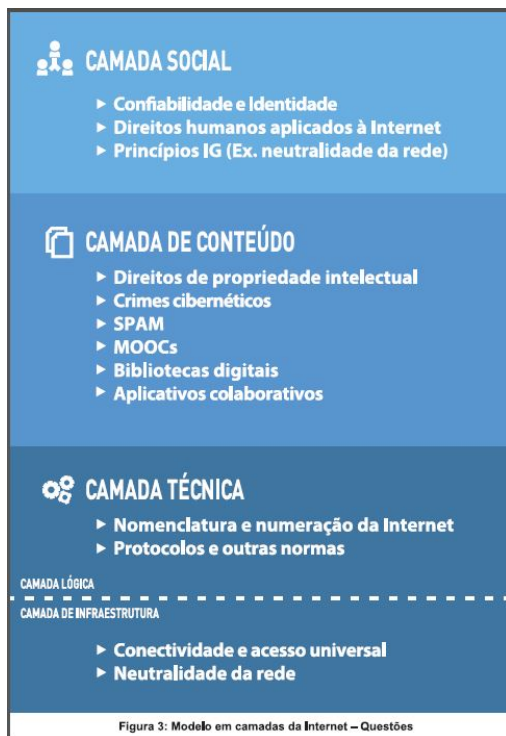 CAMADA SOCIAL
▸ Confiabilidade e Identidade
▸ Direitos humanos aplicados à Internet
▸ Princípios IG (Ex. neutralidade da rede)
CAMADA DE CONTEÚDO
▸ Direitos de propriedade intelectual
▸ Crimes cibernéticos
▸ SPAM
▸ MOOCs
▸ Bibliotecas digitais
▸ Aplicativos colaborativos
CAMADA TÉCNICA
▸ Nomenclatura e numeração da Internet
▸ Protocolos e outras normas
CAMADA LÓGICA
CAMADA DE INFRAESTRUTURA
▸ Conectividade e acesso universal
▸ Neutralidade da rede
Figura 3: Modelo em camadas da Internet – Questões